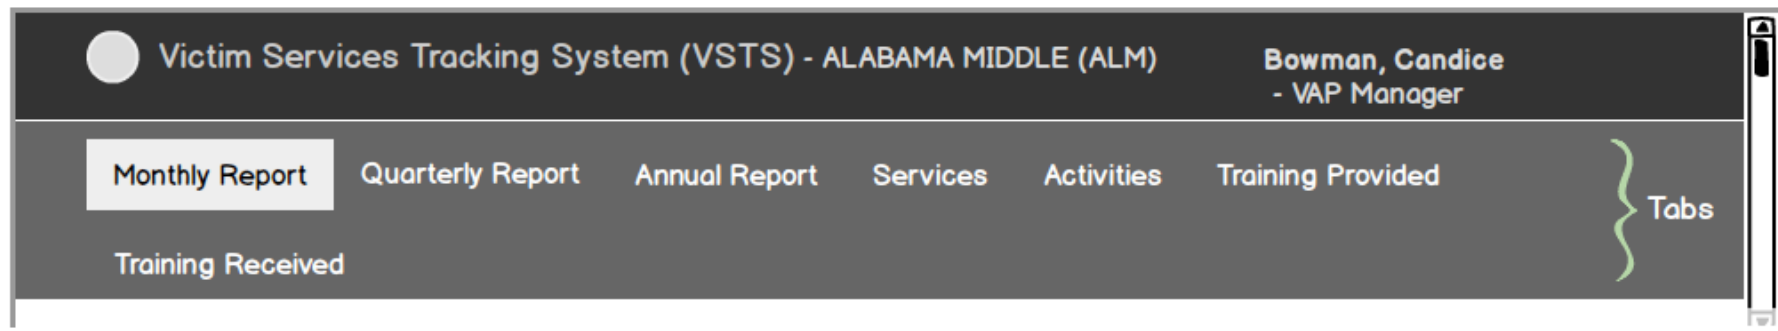 Victim Services Tracking System (VSTS) - ALABAMA MIDDLE (ALM)
Bowman, Candice
- VAP Manager
Monthly Report Quarterly Report Annual Report Services Activities Training Provided
Tabs
Training Received